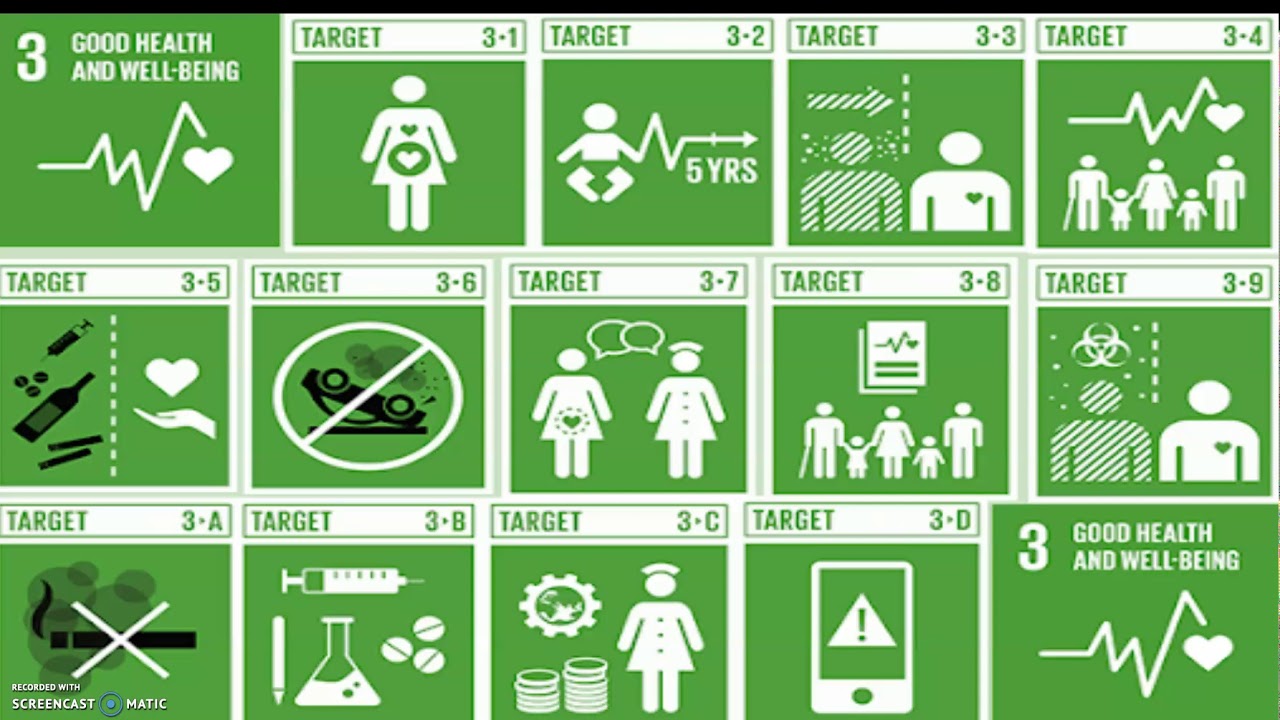 3 GOOD HEALTH
AND WELL-BEING
TARGET 3·1
TARGET 3·2
TARGET 3·3
TARGET 3·4
5 YRS
TARGET 3·5
TARGET 3·6
TARGET 3·7
TARGET 3·8
TARGET 3·9
TARGET 3·A
TARGET 3·B
TARGET 3·C
TARGET 3·D
3 GOOD HEALTH
AND WELL-BEING
!
RECORDED WITH
SCREENCAST MATIC